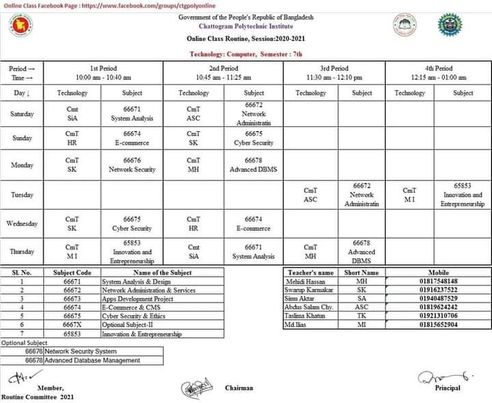 Online Class Facebook Page : https://www.facebook.com/groups/ctgpolyonline
Government of the People's Republic of Bangladesh
Chattogram Polytechnic Institute
Online Class Routine, Session:2020-2021
Technology: Computer, Semester : 7th
Period → 1st Period 2nd Period 3rd Period 4th Period
Time → 10:00 am - 10:40 am 10:45 am - 11:25 am 11:30 am - 12:10 pm 12:15 am - 01:00 am
Day ↓ Technology Subject Technology Subject Technology Subject Technology Subject
Saturday Cmt SiA 66671 System Analysis CmT ASC 66672 Network Administratin
Sunday CmT HR 66674 E-commerce CmT SK 66675 Cyber Security
Monday CmT SK 66676 Network Security CmT MH 66678 Advanced DBMS
Tuesday CmT ASC 66672 Network Administratin CmT M I 65853 Innovation and Entrepreneurship
Wednesday CmT SK 66675 Cyber Security CmT HR 66674 E-commerce
Thursday CmT M I 65853 Innovation and Entrepreneurship Cmt SiA 66671 System Analysis CmT MH 66678 Advanced DBMS
Sl. No. Subject Code Name of the Subject Teacher's name Short Name Mobile
1 66671 System Analysis & Design Mehidi Hassan MH 01817548148
2 66672 Network Administration & Services Swarup Karmakar SK 01916237522
3 66673 Apps Development Project Simu Aktar SA 01940487529
4 66674 E-Commerce & CMS Abdus Salam Chy. ASC 01819624242
5 66675 Cyber Security & Ethics Taslima Khatun TK 01921310706
6 6667X Optional Subject-II Md.Ilias MI 01815652904
7 65853 Innovation & Entrepreneurship
Optional Subject
66676 Network Security System
66678 Advanced Database Management
Member, Chairman Principal
Routine Committee 2021